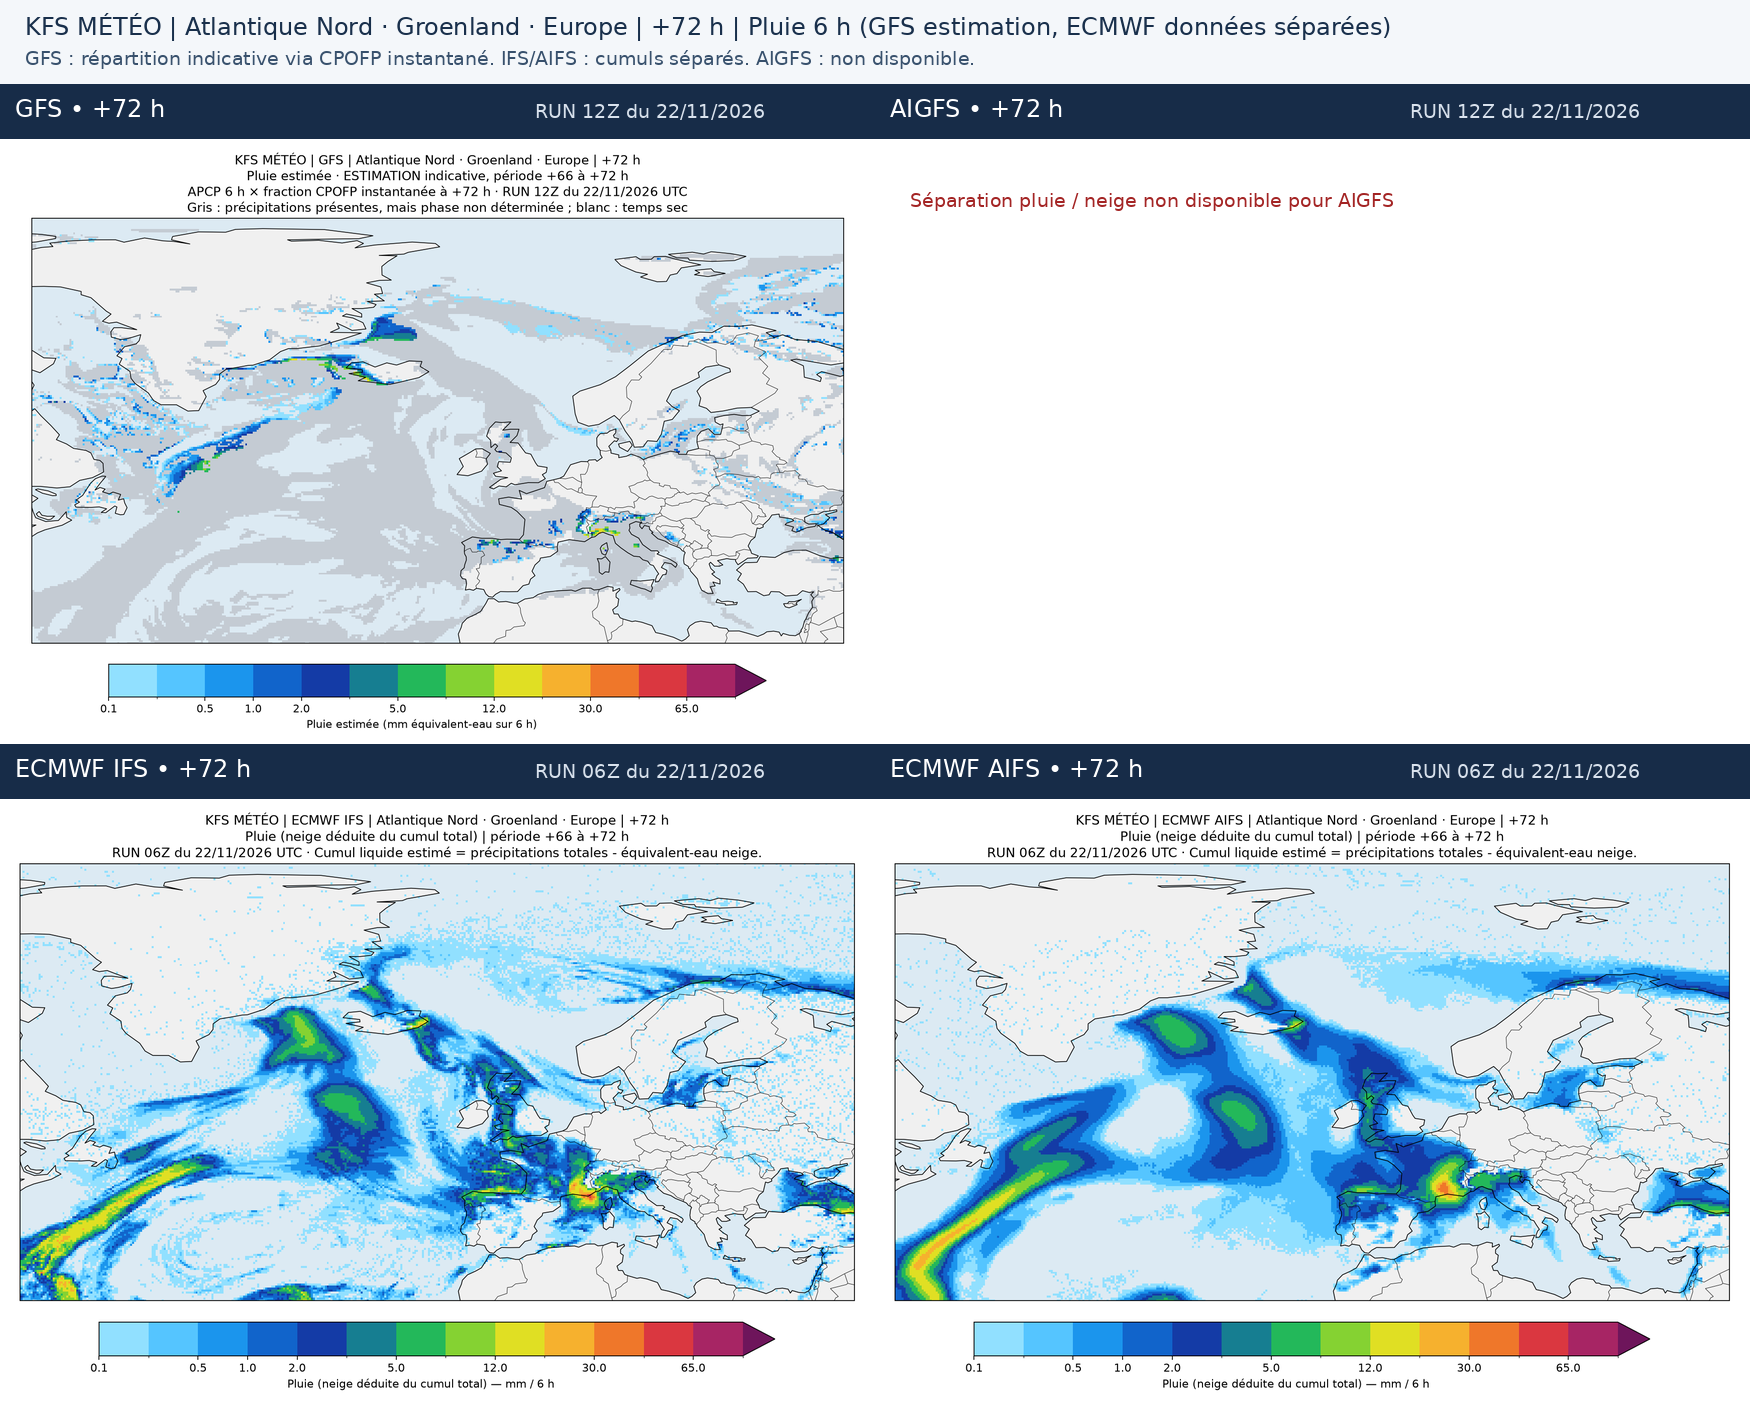 KFS MÉTÉO | Atlantique Nord · Groenland · Europe | +72 h | Pluie 6 h (GFS estimation, ECMWF données séparées)
GFS : répartition indicative via CPOFP instantané. IFS/AIFS : cumuls séparés. AIGFS : non disponible.
GFS • +72 h
RUN 12Z du 22/11/2026
AIGFS • +72 h
RUN 12Z du 22/11/2026
KFS MÉTÉO | GFS | Atlantique Nord · Groenland · Europe | +72 h
Pluie estimée · ESTIMATION indicative, période +66 à +72 h
APCP 6 h × fraction CPOFP instantanée à +72 h · RUN 12Z du 22/11/2026 UTC
Gris : précipitations présentes, mais phase non déterminée ; blanc : temps sec
Séparation pluie / neige non disponible pour AIGFS
0.1 0.5 1.0 2.0 5.0 12.0 30.0 65.0
Pluie estimée (mm équivalent-eau sur 6 h)
ECMWF IFS • +72 h
RUN 06Z du 22/11/2026
ECMWF AIFS • +72 h
RUN 06Z du 22/11/2026
KFS MÉTÉO | ECMWF IFS | Atlantique Nord · Groenland · Europe | +72 h
Pluie (neige déduite du cumul total) | période +66 à +72 h
RUN 06Z du 22/11/2026 UTC · Cumul liquide estimé = précipitations totales - équivalent-eau neige.
0.1 0.5 1.0 2.0 5.0 12.0 30.0 65.0
Pluie (neige déduite du cumul total) — mm / 6 h
KFS MÉTÉO | ECMWF AIFS | Atlantique Nord · Groenland · Europe | +72 h
Pluie (neige déduite du cumul total) | période +66 à +72 h
RUN 06Z du 22/11/2026 UTC · Cumul liquide estimé = précipitations totales - équivalent-eau neige.
0.1 0.5 1.0 2.0 5.0 12.0 30.0 65.0
Pluie (neige déduite du cumul total) — mm / 6 h